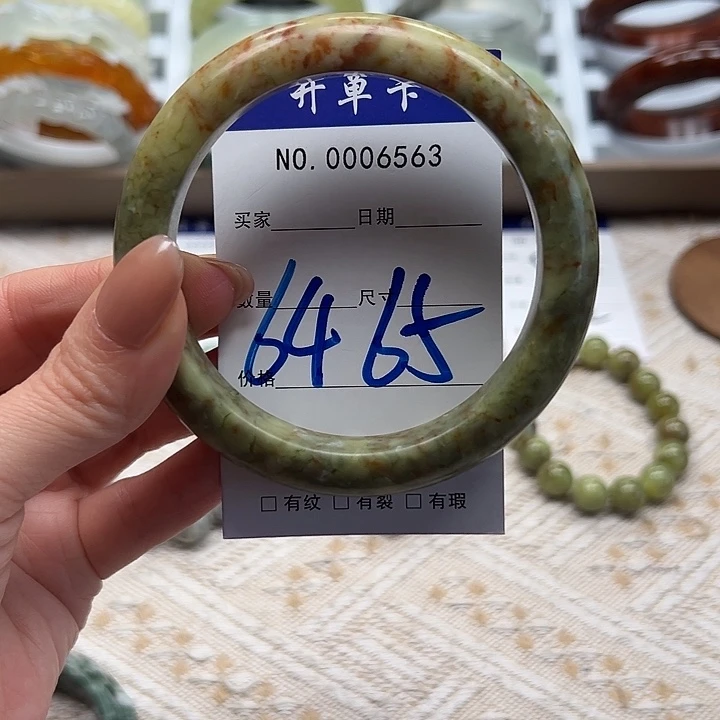 开单卡
NO.0006563
买家 日期
数量 尺寸
64 65
价格
□ 有纹 □ 有裂 □ 有瑕